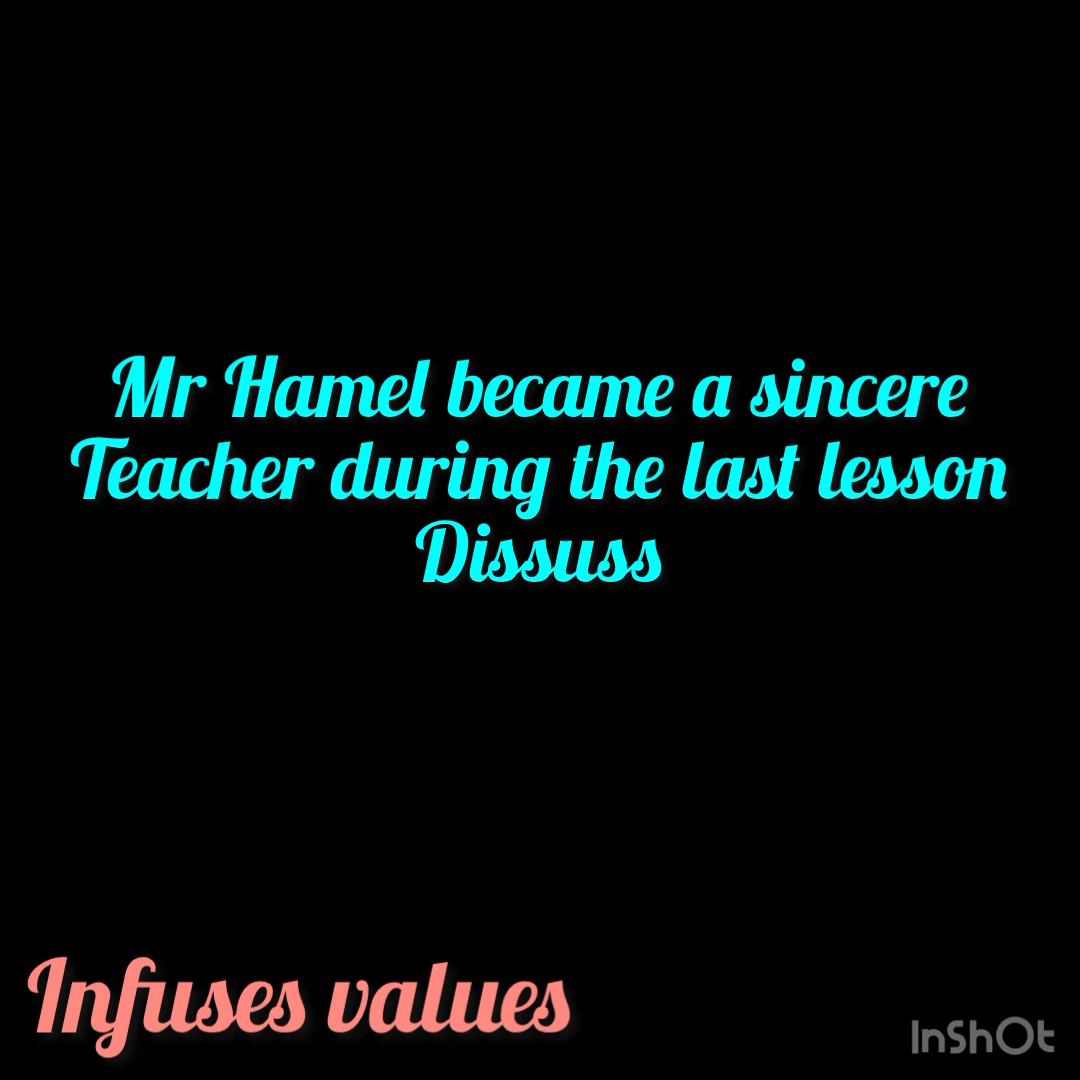 Mr Hamel became a sincere
Teacher during the last lesson
Dissuss
Infuses values
InShOt